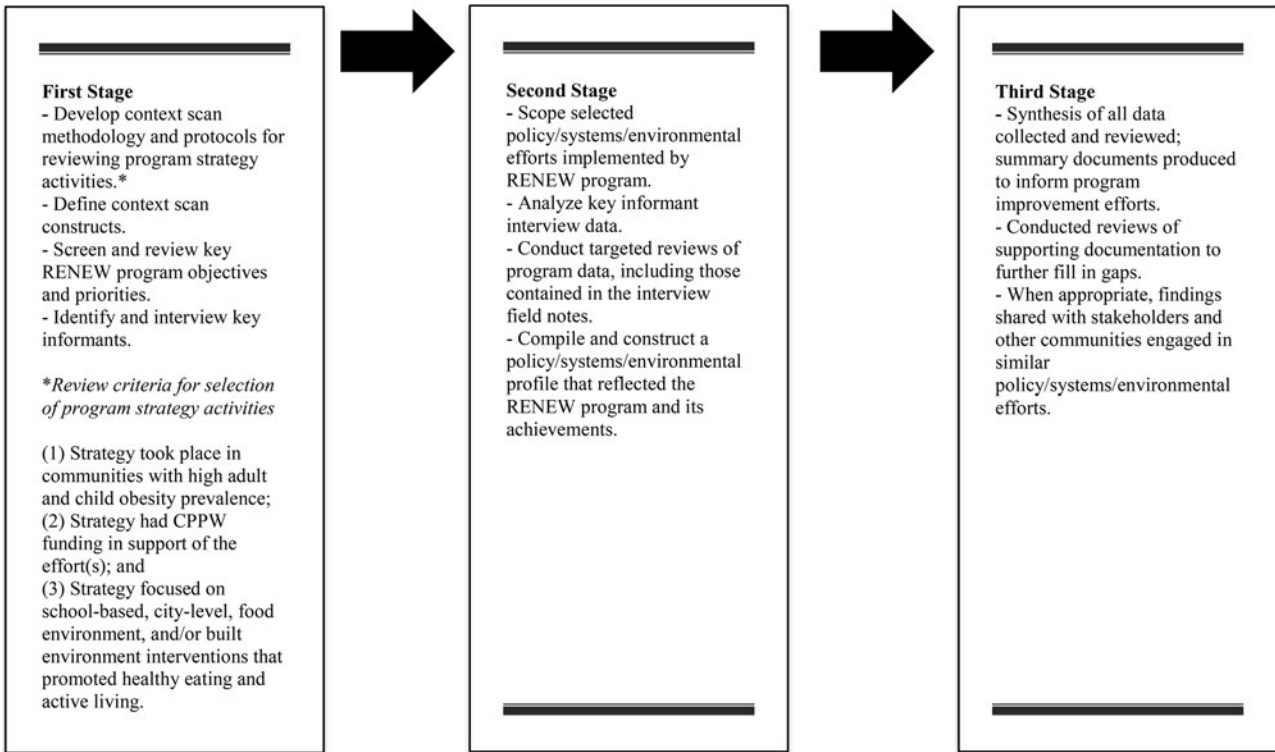 First Stage
- Develop context scan
methodology and protocols for
reviewing program strategy
activities.*
- Define context scan
constructs.
- Screen and review key
RENEW program objectives
and priorities.
- Identify and interview key
informants.
*Review criteria for selection
of program strategy activities
(1) Strategy took place in
communities with high adult
and child obesity prevalence;
(2) Strategy had CPPW
funding in support of the
effort(s); and
(3) Strategy focused on
school-based, city-level, food
environment, and/or built
environment interventions that
promoted healthy eating and
active living.
Second Stage
- Scope selected
policy/systems/environmental
efforts implemented by
RENEW program.
- Analyze key informant
interview data.
- Conduct targeted reviews of
program data, including those
contained in the interview
field notes.
- Compile and construct a
policy/systems/environmental
profile that reflected the
RENEW program and its
achievements.
Third Stage
- Synthesis of all data
collected and reviewed;
summary documents produced
to inform program
improvement efforts.
- Conducted reviews of
supporting documentation to
further fill in gaps.
- When appropriate, findings
shared with stakeholders and
other communities engaged in
similar
policy/systems/environmental
efforts.